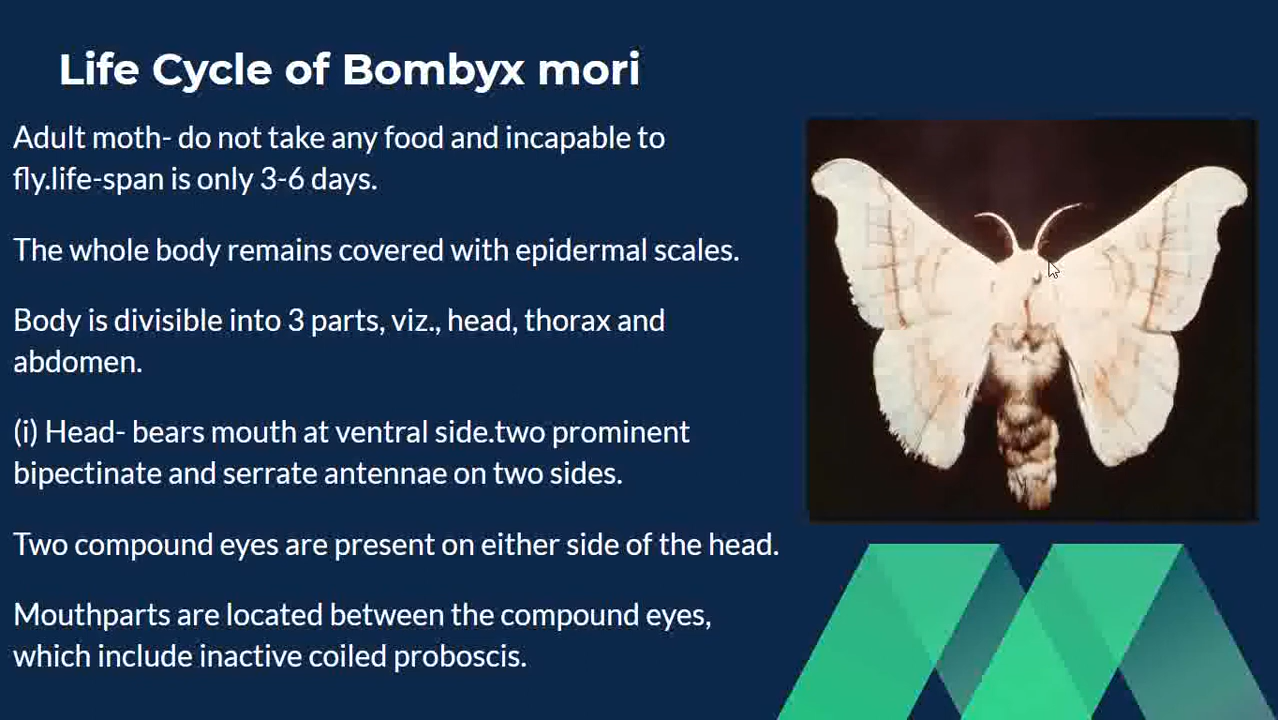 Life Cycle of Bombyx mori
Adult moth- do not take any food and incapable to
fly.life-span is only 3-6 days.
The whole body remains covered with epidermal scales.
Body is divisible into 3 parts, viz., head, thorax and
abdomen.
(i) Head- bears mouth at ventral side.two prominent
bipectinate and serrate antennae on two sides.
Two compound eyes are present on either side of the head.
Mouthparts are located between the compound eyes,
which include inactive coiled proboscis.